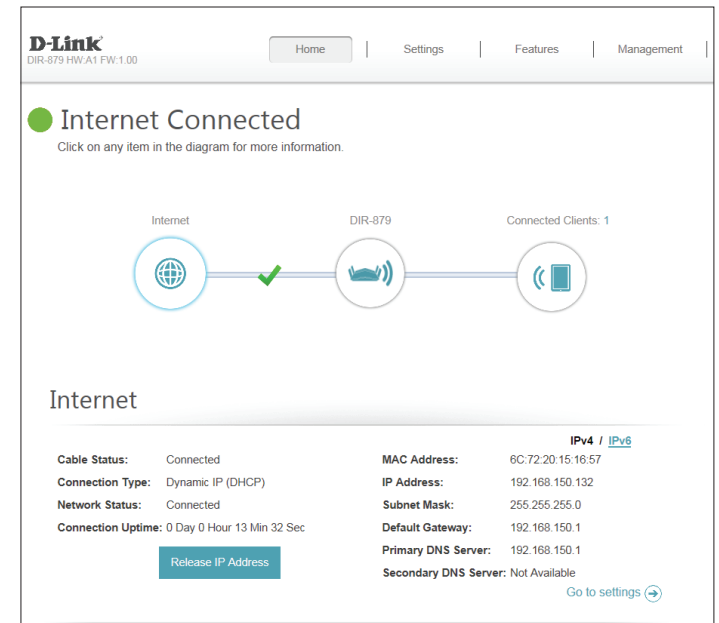 D-Link
DIR-879 HW:A1 FW:1.00
Home
Settings
Features
Management
Internet Connected
Click on any item in the diagram for more information.
Internet
DIR-879
Connected Clients: 1
Internet
IPv4 / IPv6
Cable Status: Connected
Connection Type: Dynamic IP (DHCP)
Network Status: Connected
Connection Uptime: 0 Day 0 Hour 13 Min 32 Sec
Release IP Address
MAC Address: 6C:72:20:15:16:57
IP Address: 192.168.150.132
Subnet Mask: 255.255.255.0
Default Gateway: 192.168.150.1
Primary DNS Server: 192.168.150.1
Secondary DNS Server: Not Available
Go to settings